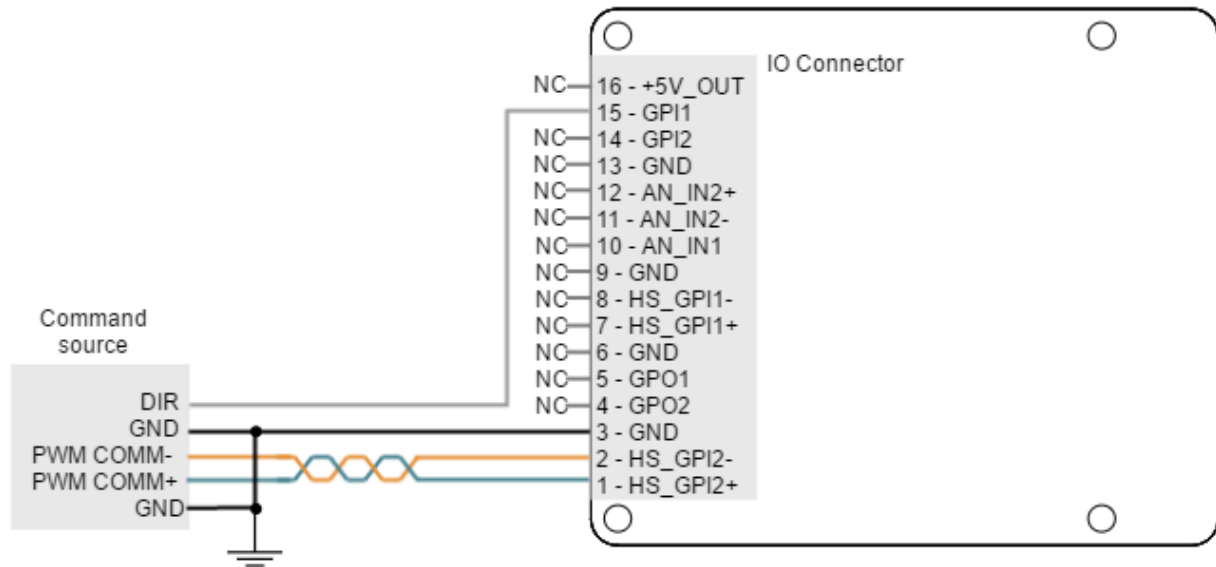 IO Connector
NC 16 - +5V_OUT
15 - GPI1
NC 14 - GPI2
NC 13 - GND
NC 12 - AN_IN2+
NC 11 - AN_IN2-
NC 10 - AN_IN1
NC 9 - GND
NC 8 - HS_GPI1-
NC 7 - HS_GPI1+
NC 6 - GND
NC 5 - GPO1
NC 4 - GPO2
3 - GND
2 - HS_GPI2-
1 - HS_GPI2+
Command
source
DIR
GND
PWM COMM-
PWM COMM+
GND